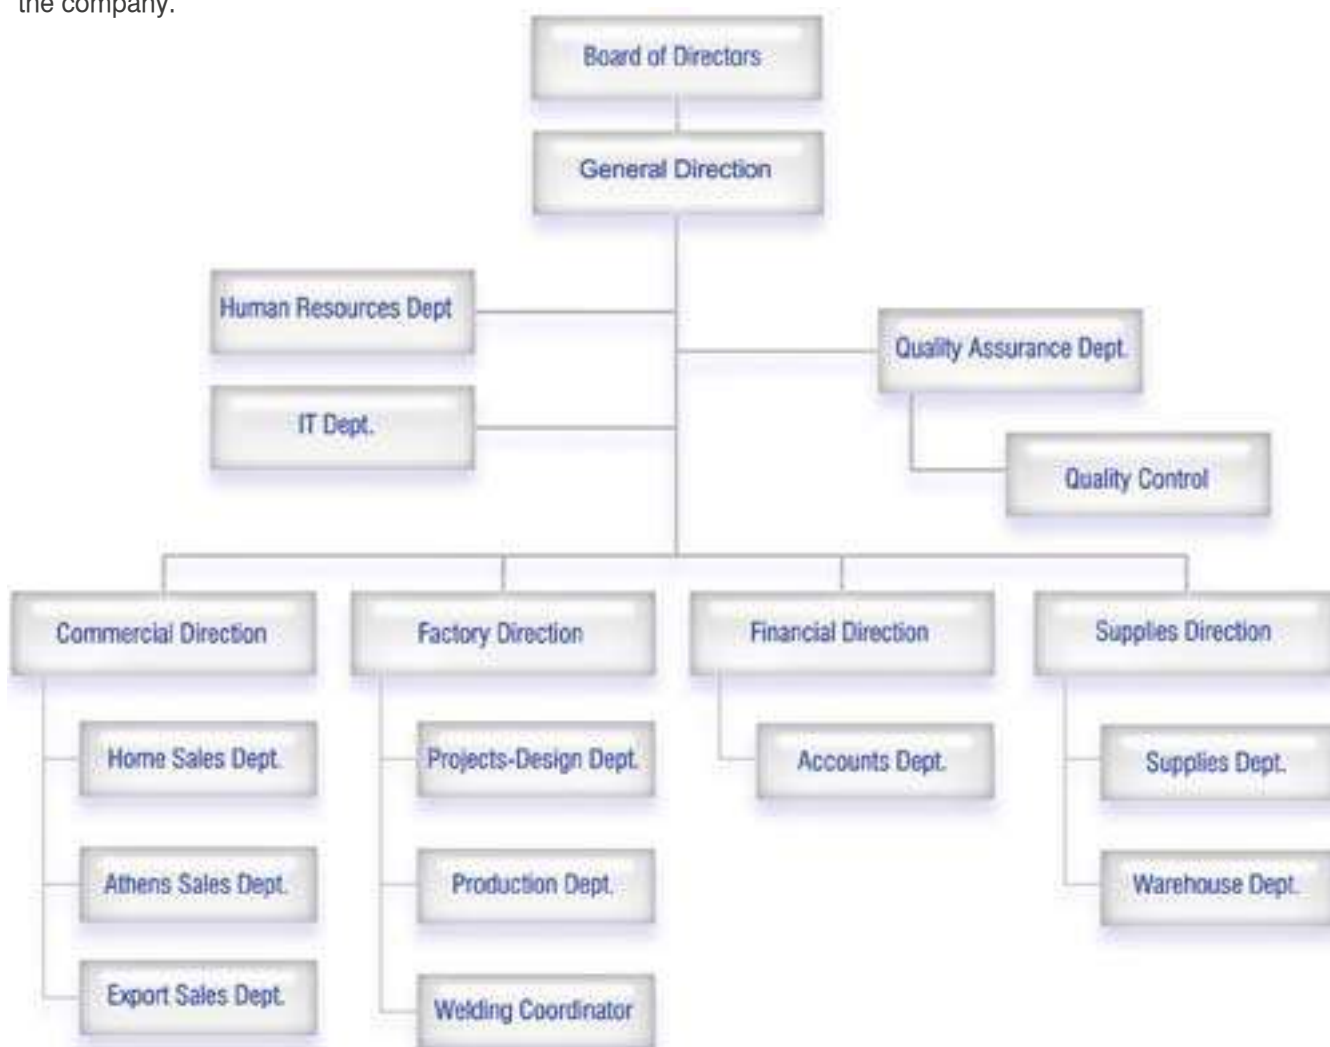 the company.
Board of Directors
General Direction
Human Resources Dept
Quality Assurance Dept.
IT Dept.
Quality Control
Commercial Direction
Factory Direction
Financial Direction
Supplies Direction
Home Sales Dept.
Projects-Design Dept.
Accounts Dept.
Supplies Dept.
Athens Sales Dept.
Production Dept.
Warehouse Dept.
Export Sales Dept.
Welding Coordinator